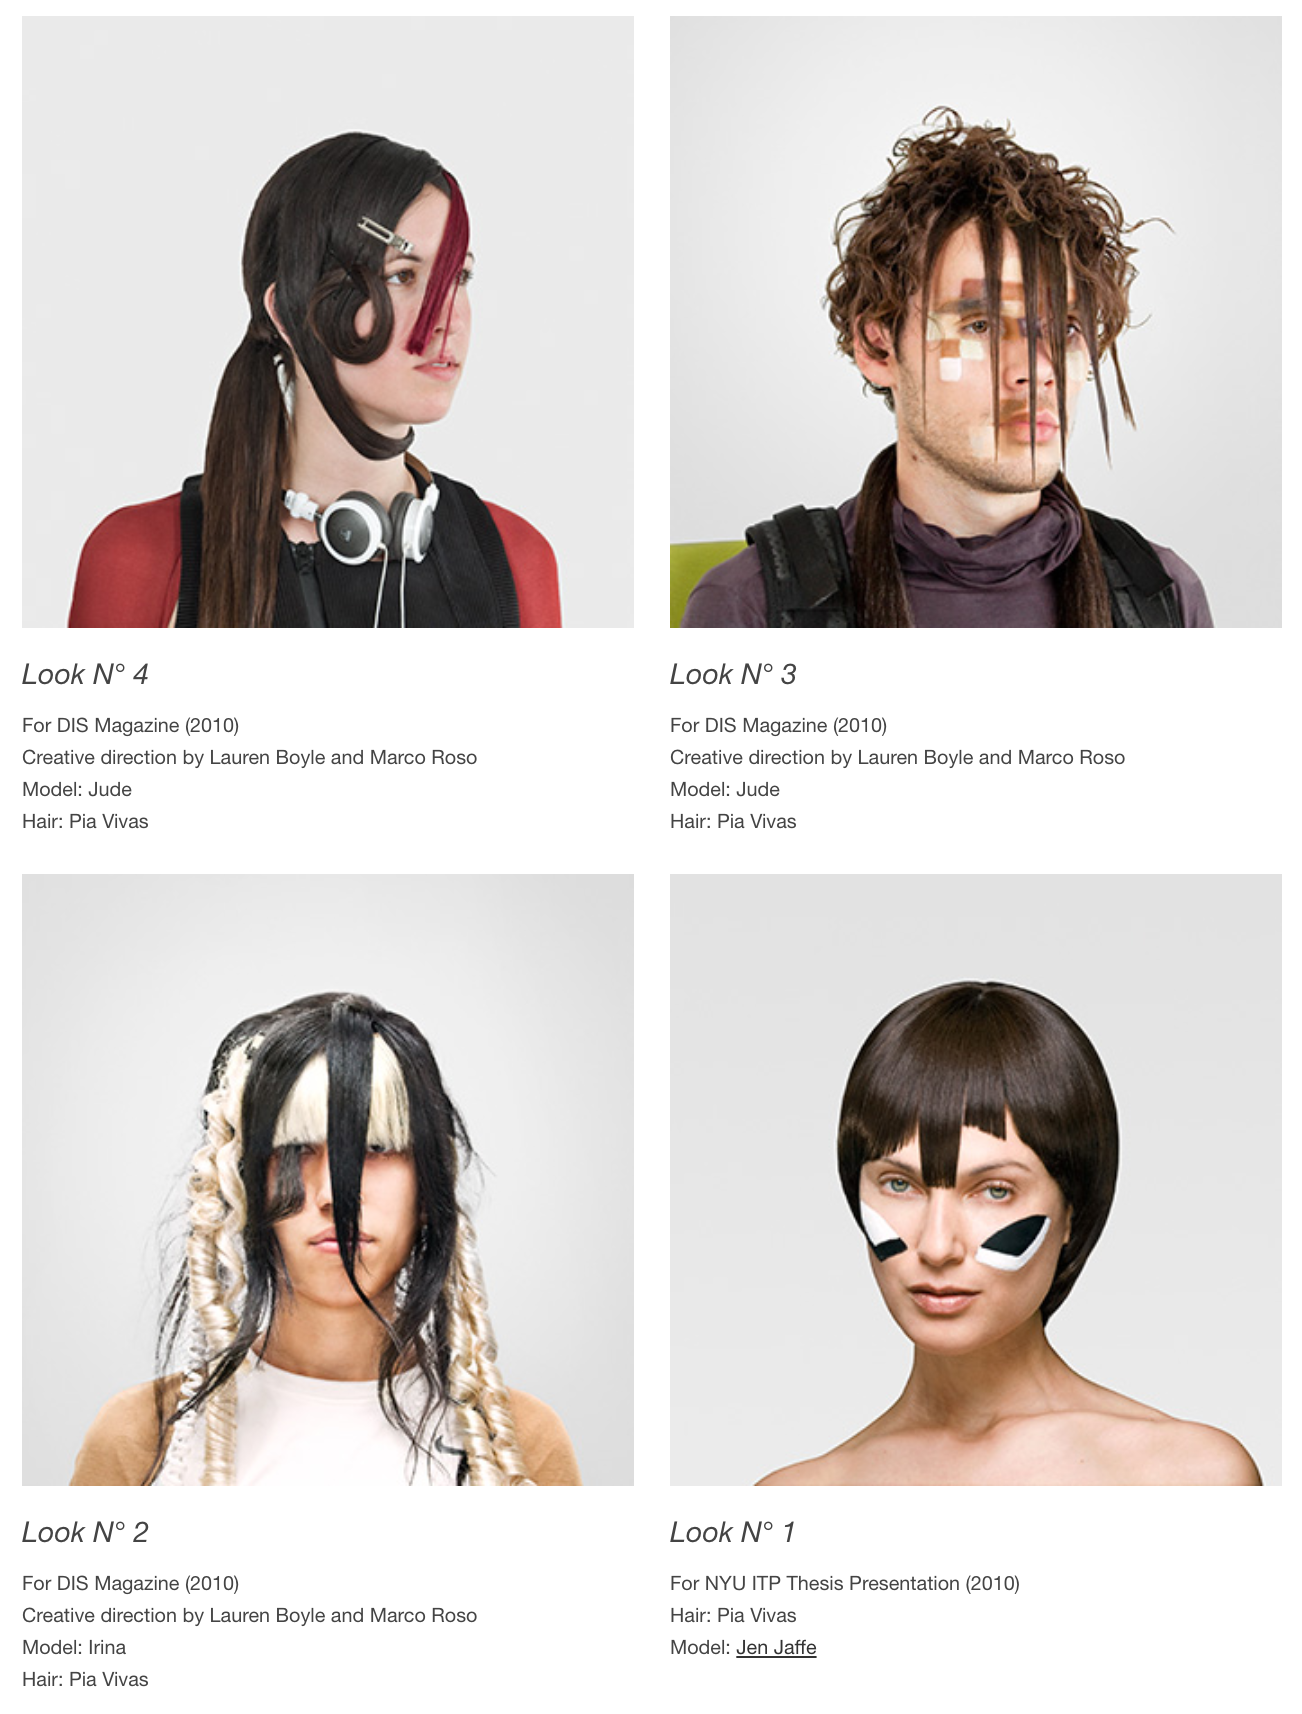 Look N° 4
For DIS Magazine (2010)
Creative direction by Lauren Boyle and Marco Roso
Model: Jude
Hair: Pia Vivas
Look N° 3
For DIS Magazine (2010)
Creative direction by Lauren Boyle and Marco Roso
Model: Jude
Hair: Pia Vivas
Look N° 2
For DIS Magazine (2010)
Creative direction by Lauren Boyle and Marco Roso
Model: Irina
Hair: Pia Vivas
Look N° 1
For NYU ITP Thesis Presentation (2010)
Hair: Pia Vivas
Model: Jen Jaffe